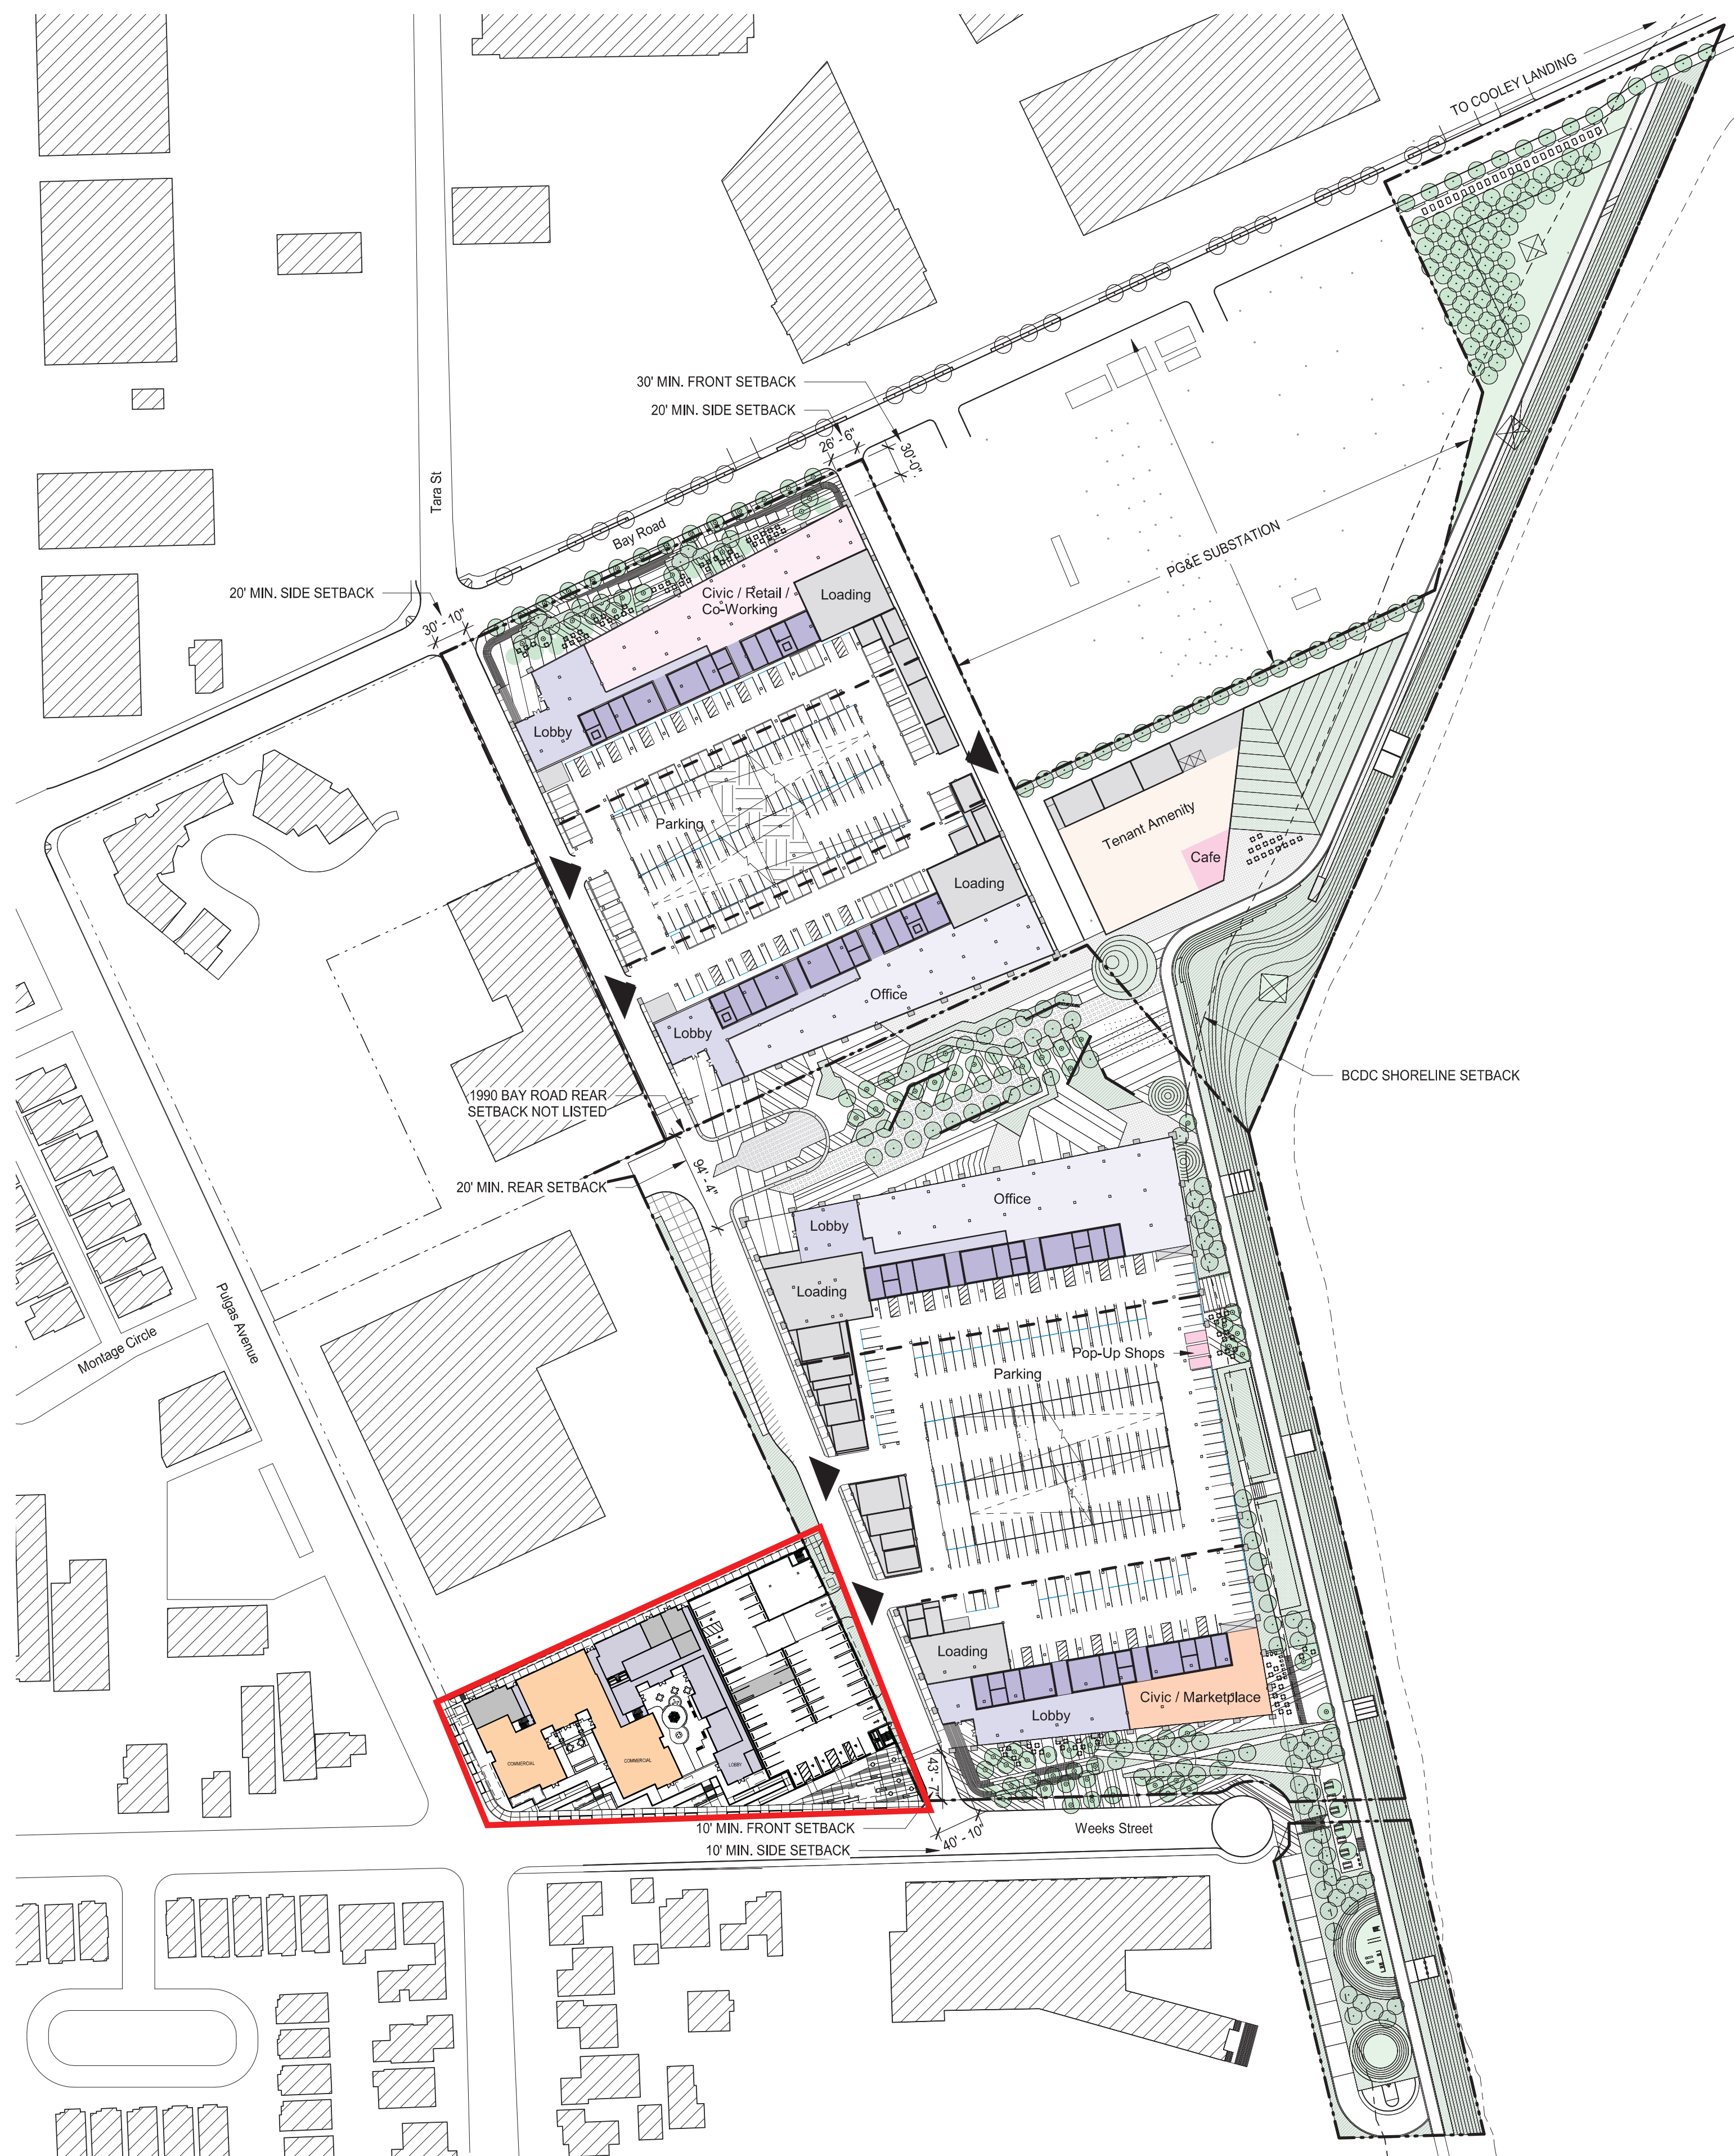 TO COOLEY LANDING
30' MIN. FRONT SETBACK
20' MIN. SIDE SETBACK
26' - 6"
30'-0"
Tara St
Bay Road
PG&E SUBSTATION
20' MIN. SIDE SETBACK
30' - 10"
Civic / Retail /
Co-Working
Loading
Lobby
Parking
Tenant Amenity
Cafe
Loading
Office
Lobby
BCDC SHORELINE SETBACK
1990 BAY ROAD REAR
SETBACK NOT LISTED
94' - 4"
20' MIN. REAR SETBACK
Office
Lobby
Loading
Pulgas Avenue
Montage Circle
Pop-Up Shops
Parking
Loading
Civic / Marketplace
Lobby
COMMERCIAL
COMMERCIAL
LOBBY
43' - 7"
10' MIN. FRONT SETBACK
40' - 10"
Weeks Street
10' MIN. SIDE SETBACK